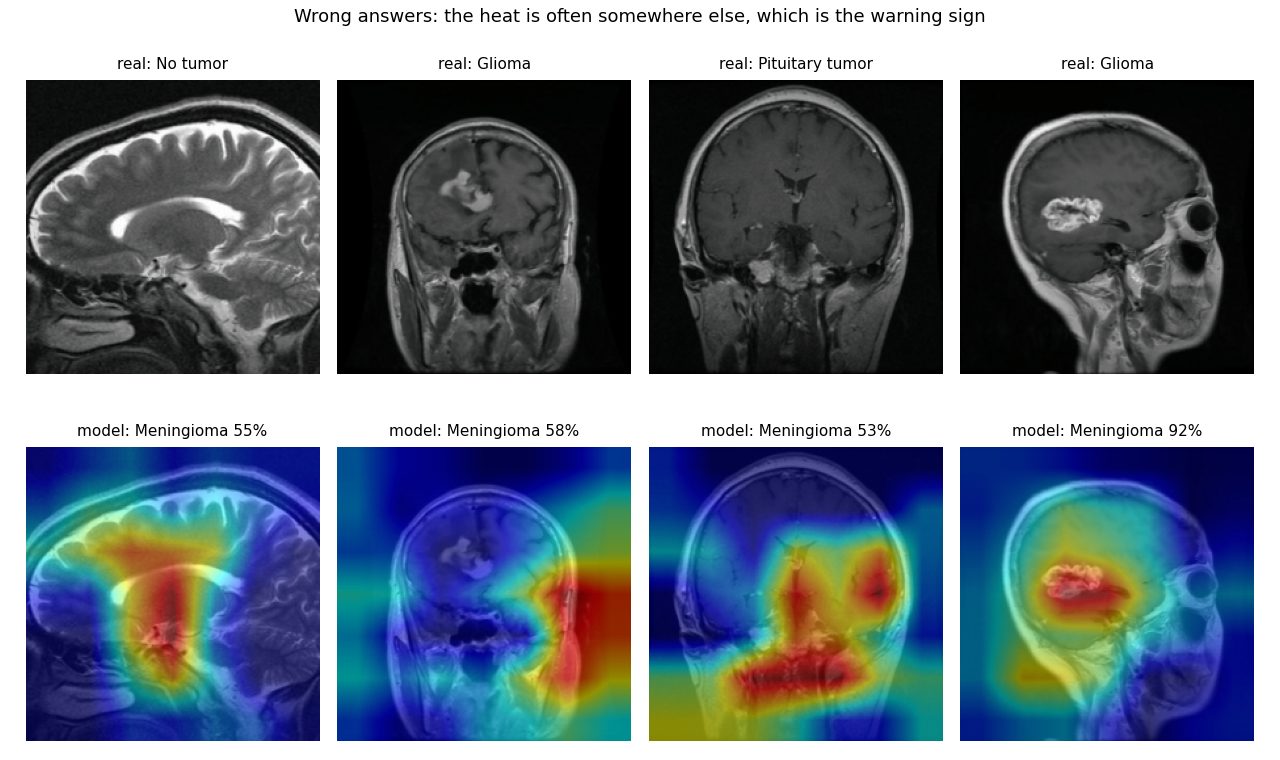 Wrong answers: the heat is often somewhere else, which is the warning sign
real: No tumor
real: Glioma
real: Pituitary tumor
real: Glioma
model: Meningioma 55%
model: Meningioma 58%
model: Meningioma 53%
model: Meningioma 92%